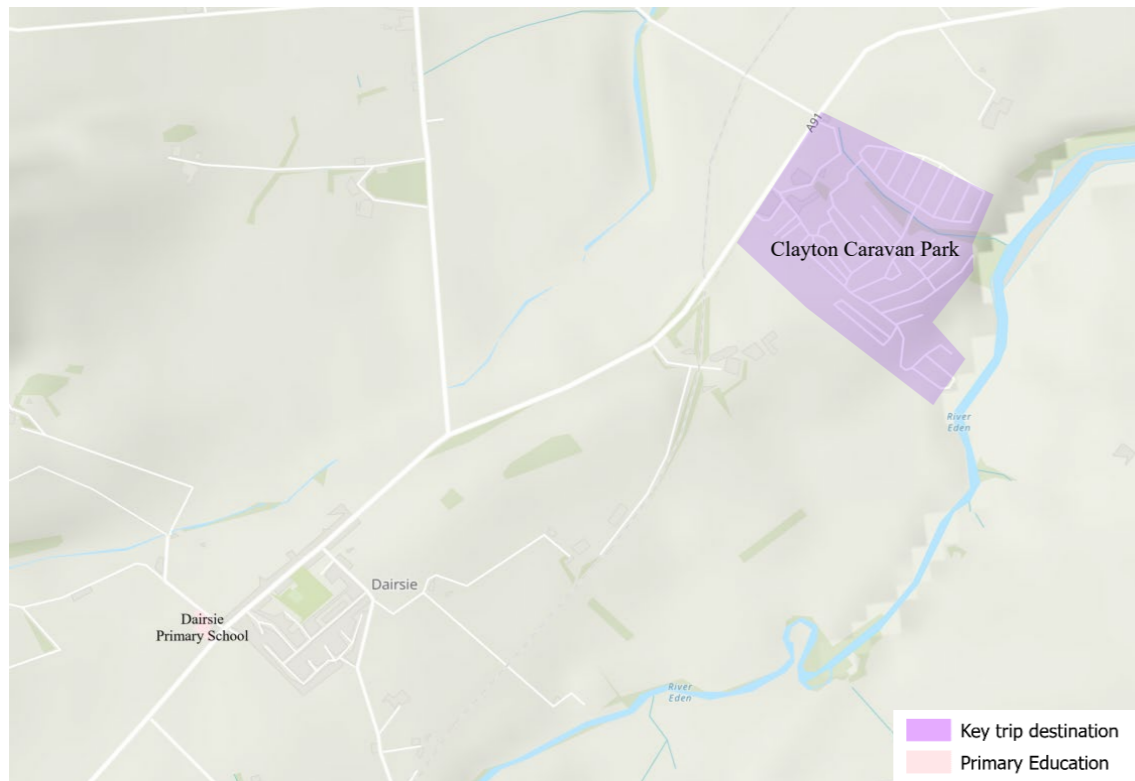 A91
Clayton Caravan Park
River
Eden
Dairsie
Dairsie
Primary School
River
Eden
Key trip destination
Primary Education